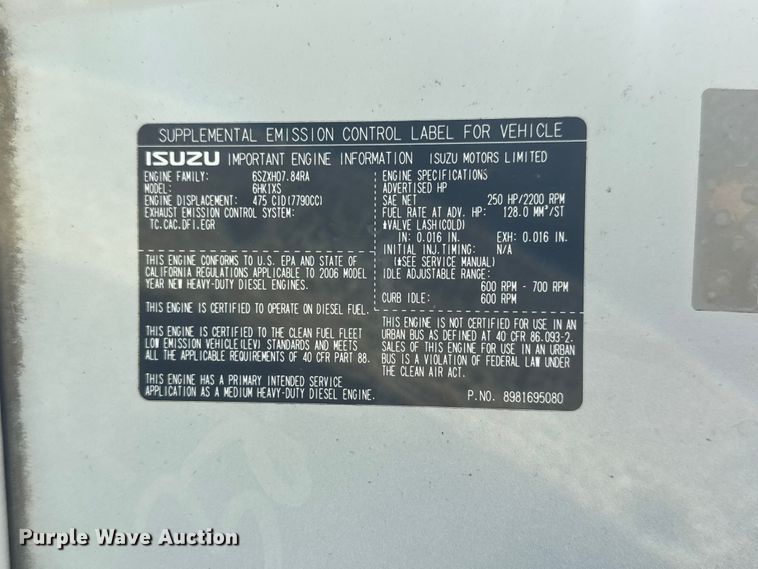 SUPPLEMENTAL EMISSION CONTROL LABEL FOR VEHICLE
ISUZU IMPORTANT ENGINE INFORMATION ISUZU MOTORS LIMITED
ENGINE FAMILY: 6SZXH07.84RA
MODEL: 6HK1XS
ENGINE DISPLACEMENT: 475 CID(7790CC)
EXHAUST EMISSION CONTROL SYSTEM:
TC.CAC.DFI.EGR
THIS ENGINE CONFORMS TO U.S. EPA AND STATE OF
CALIFORNIA REGULATIONS APPLICABLE TO 2006 MODEL
YEAR NEW HEAVY-DUTY DIESEL ENGINES.
THIS ENGINE IS CERTIFIED TO OPERATE ON DIESEL FUEL.
THIS ENGINE IS CERTIFIED TO THE CLEAN FUEL FLEET
LOW EMISSION VEHICLE(LEV) STANDARDS AND MEETS
ALL THE APPLICABLE REQUIREMENTS OF 40 CFR PART 88.
THIS ENGINE HAS A PRIMARY INTENDED SERVICE
APPLICATION AS A MEDIUM HEAVY-DUTY DIESEL ENGINE.
ENGINE SPECIFICATIONS
ADVERTISED HP
SAE NET 250 HP/2200 RPM
FUEL RATE AT ADV. HP: 128.0 MM³/ST
*VALVE LASH(COLD)
IN: 0.016 IN. EXH: 0.016 IN.
INITIAL INJ.TIMING: N/A
(*SEE SERVICE MANUAL)
IDLE ADJUSTABLE RANGE:
600 RPM - 700 RPM
CURB IDLE: 600 RPM
THIS ENGINE IS NOT CERTIFIED FOR USE IN AN
URBAN BUS AS DEFINED AT 40 CFR 86.093-2.
SALES OF THIS ENGINE FOR USE IN AN URBAN
BUS IS A VIOLATION OF FEDERAL LAW UNDER
THE CLEAN AIR ACT.
P.NO. 8981695080
Purple Wave Auction